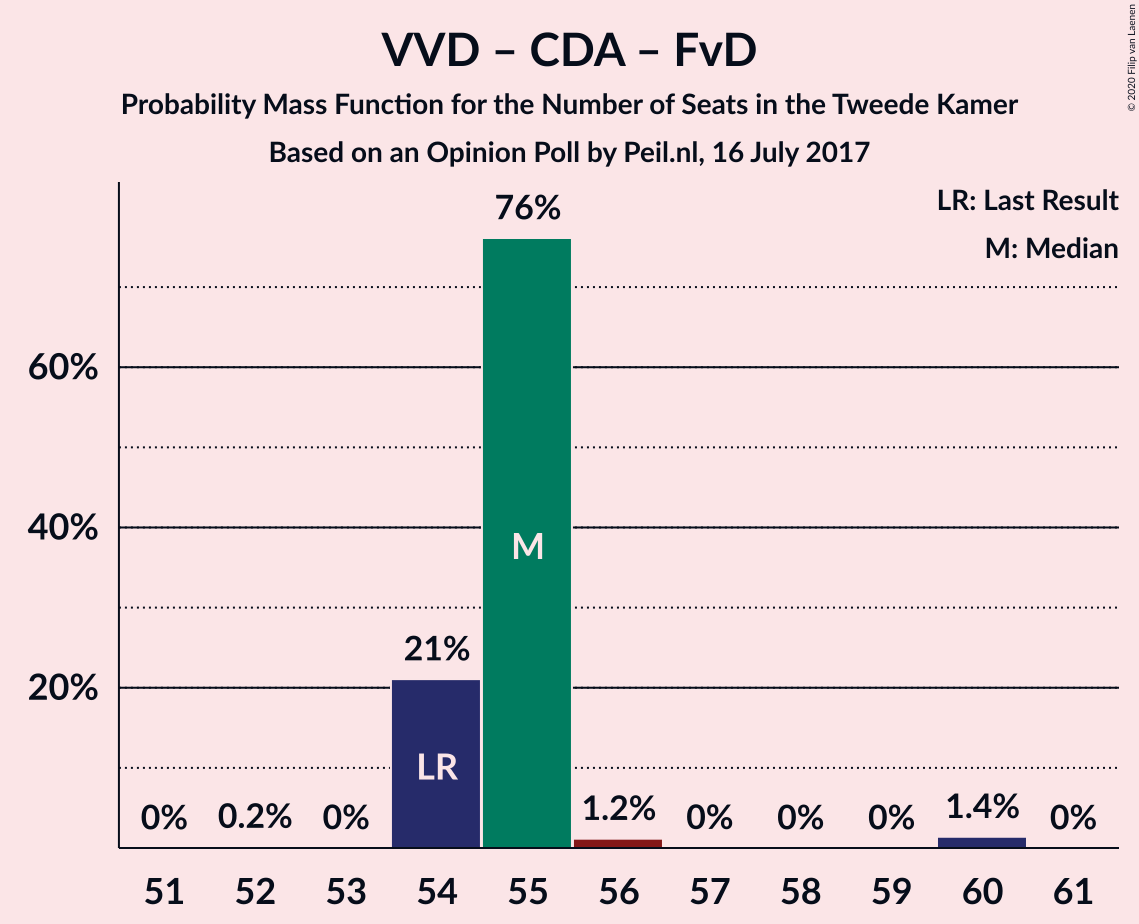 VVD – CDA – FvD
Probability Mass Function for the Number of Seats in the Tweede Kamer
Based on an Opinion Poll by Peil.nl, 16 July 2017
© 2020 Filip van Laenen
LR: Last Result
M: Median
76%
60%
40%
M
21%
20%
LR
0% 0.2% 0% 1.2% 0% 0% 0% 1.4% 0%
51 52 53 54 55 56 57 58 59 60 61